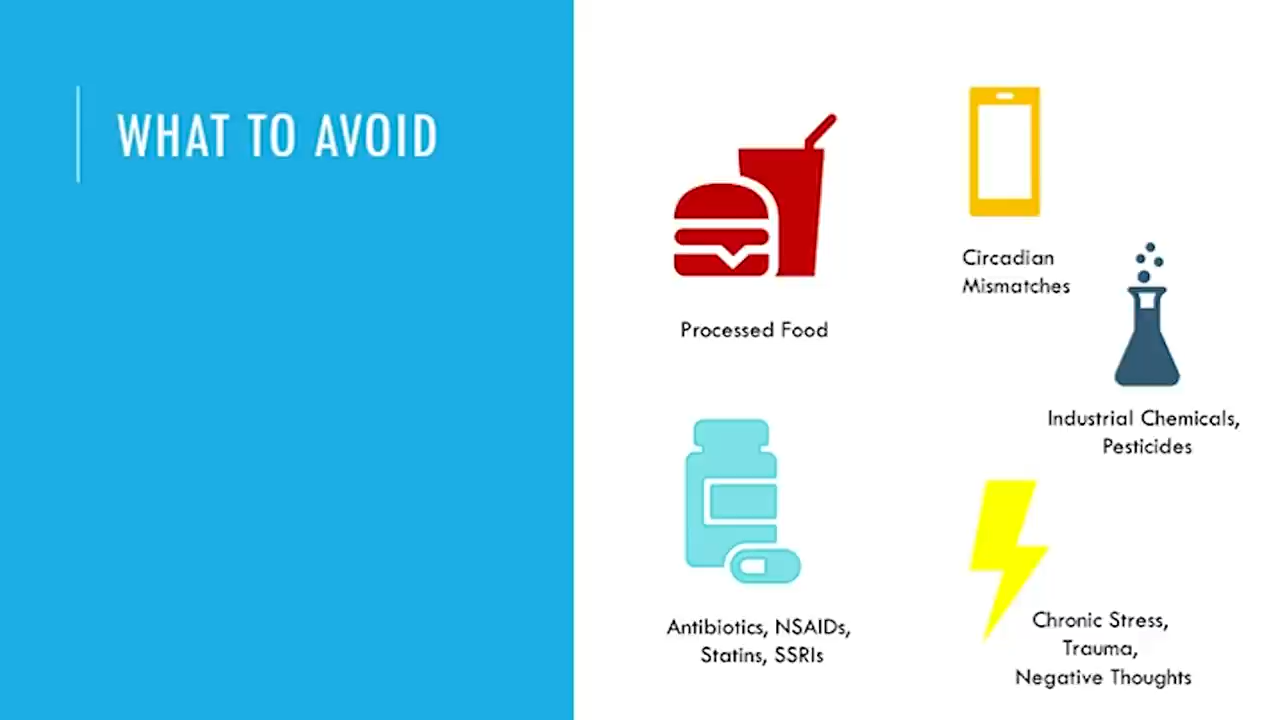 WHAT TO AVOID
Processed Food
Circadian
Mismatches
Industrial Chemicals,
Pesticides
Antibiotics, NSAIDs,
Statins, SSRIs
Chronic Stress,
Trauma,
Negative Thoughts